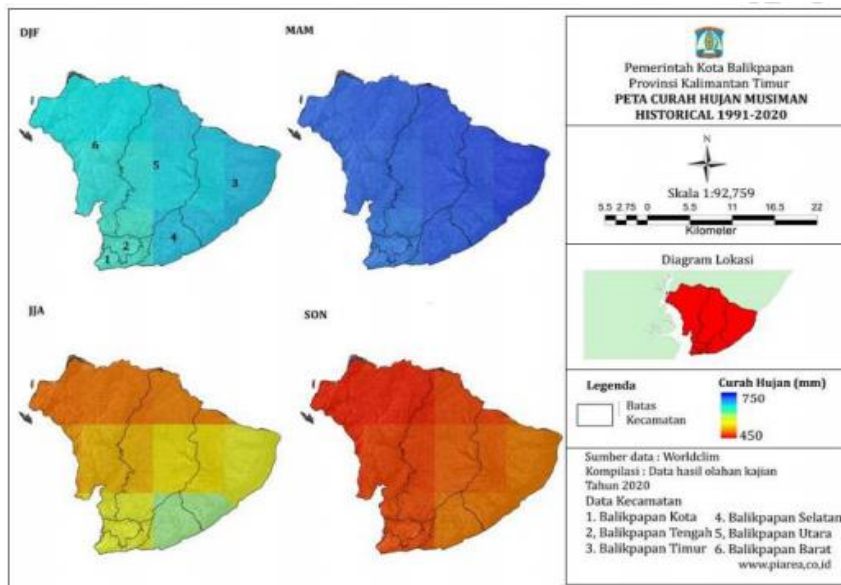 DJF
MAM
6
5
3
2
4
1
JJA
SON
Pemerintah Kota Balikpapan
Provinsi Kalimantan Timur
PETA CURAH HUJAN MUSIMAN
HISTORICAL 1991-2020
N
Skala 1:92,759
5.5 2.75 0 5.5 11 16.5 22
Kilometer
Diagram Lokasi
Legenda
Batas
Kecamatan
Curah Hujan (mm)
750
450
Sumber data : Worldclim
Kompilasi : Data hasil olahan kajian
Tahun 2020
Data Kecamatan
1. Balikpapan Kota 4. Balikpapan Selatan
2, Balikpapan Tengah 5, Balikpapan Utara
3. Balikpapan Timur 6. Balikpapan Barat
www.piarea,co,id